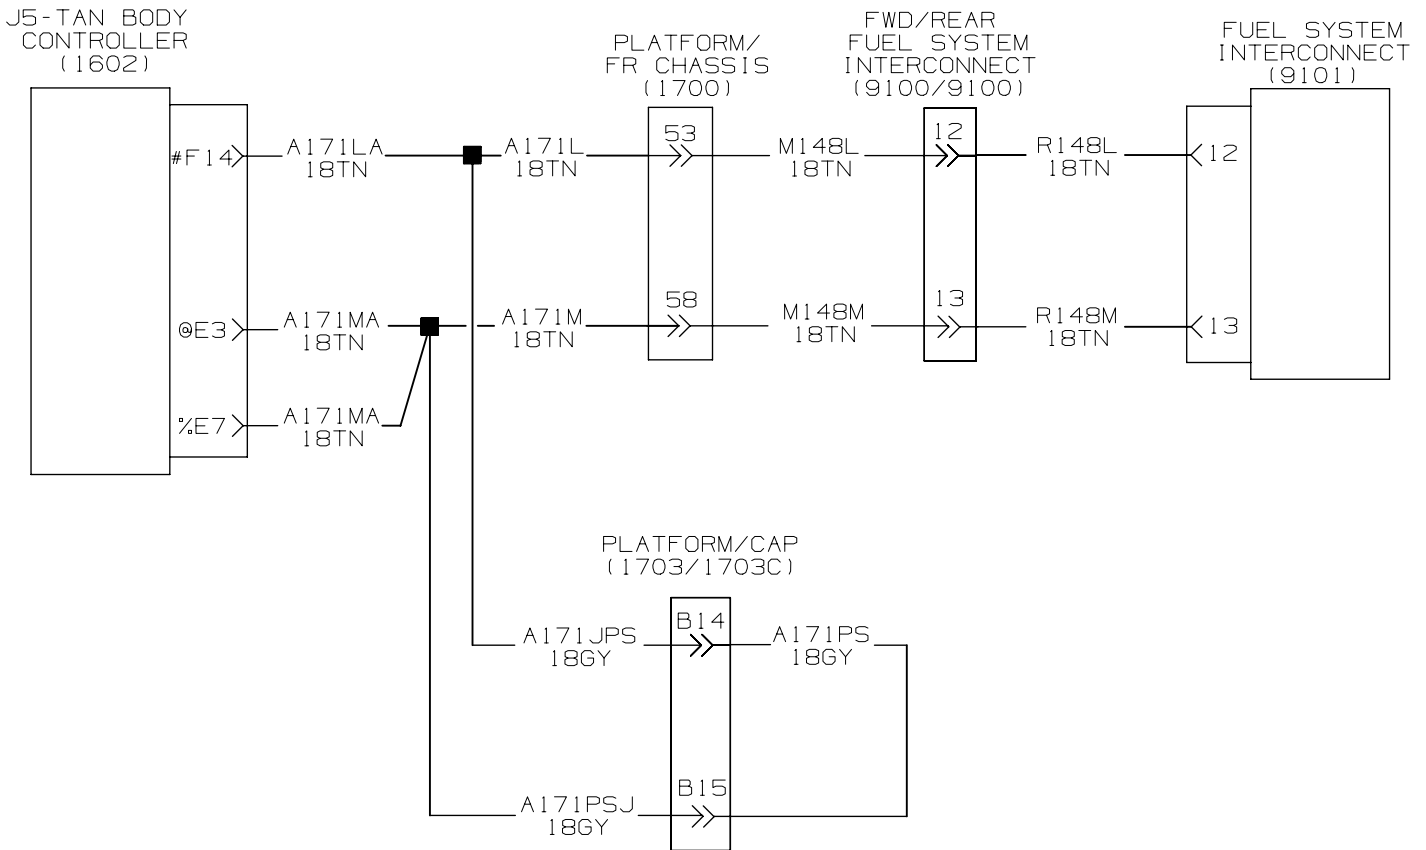 J5-TAN BODY
CONTROLLER
(1602)
PLATFORM/
FR CHASSIS
(1700)
FWD/REAR
FUEL SYSTEM
INTERCONNECT
(9100/9100)
FUEL SYSTEM
INTERCONNECT
(9101)
#F14
A171LA
18TN
A171L
18TN
53
M148L
18TN
12
R148L
18TN
12
@E3
A171MA
18TN
A171M
18TN
58
M148M
18TN
13
R148M
18TN
13
%E7
A171MA
18TN
PLATFORM/CAP
(1703/1703C)
A171JPS
18GY
B14
A171PS
18GY
A171PSJ
18GY
B15